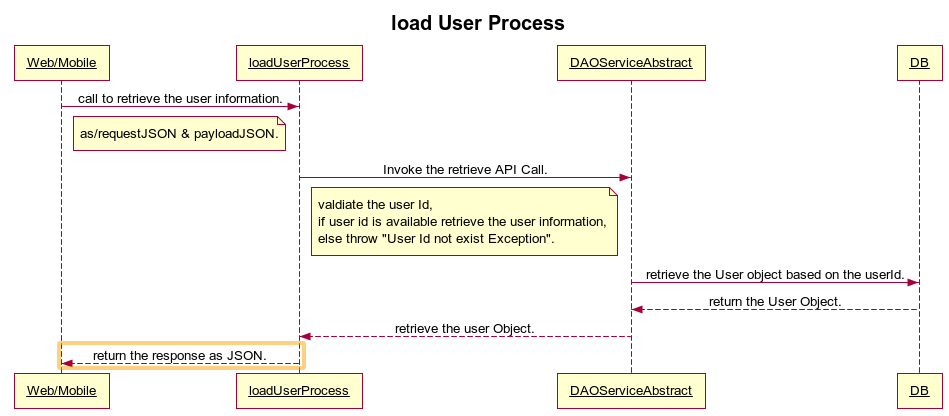 load User Process
Web/Mobile
loadUserProcess
DAOServiceAbstract
DB
call to retrieve the user information.
as/requestJSON & payloadJSON.
Invoke the retrieve API Call.
valdiate the user Id,
if user id is available retrieve the user information,
else throw "User Id not exist Exception".
retrieve the User object based on the userId.
return the User Object.
retrieve the user Object.
return the response as JSON.
Web/Mobile
loadUserProcess
DAOServiceAbstract
DB